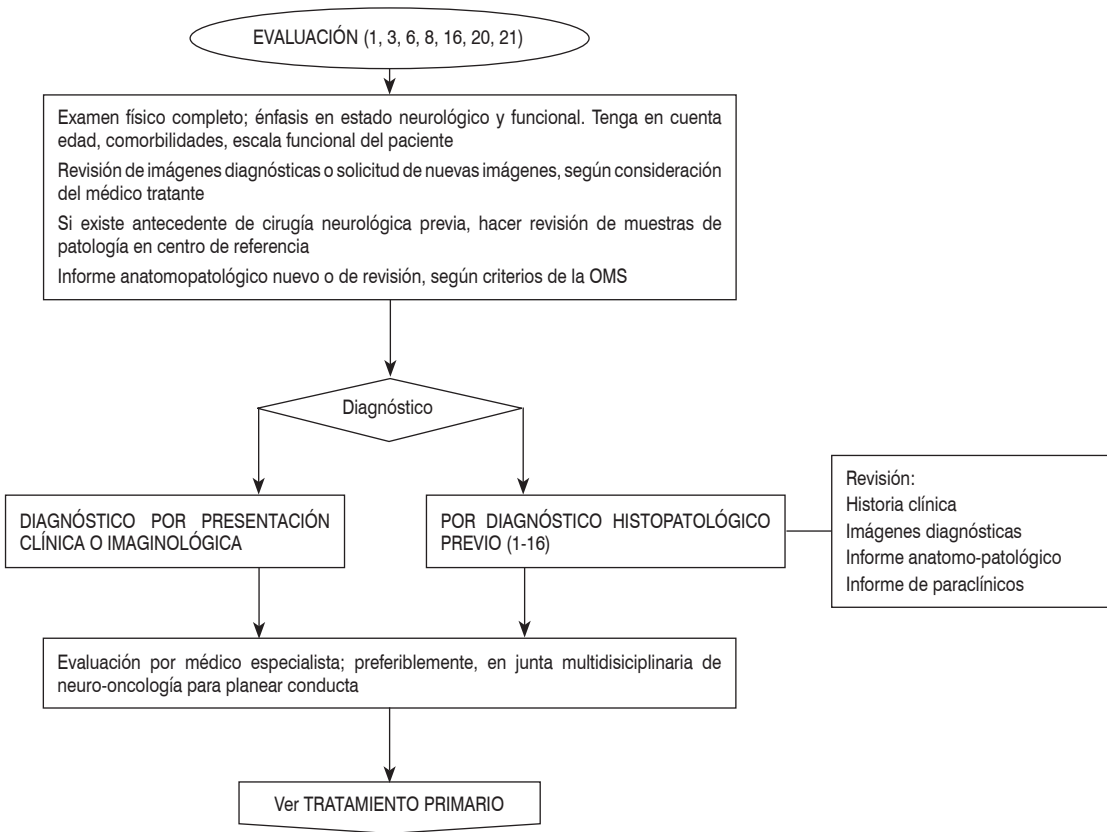 EVALUACIÓN (1, 3, 6, 8, 16, 20, 21)
Examen físico completo; énfasis en estado neurológico y funcional. Tenga en cuenta
edad, comorbilidades, escala funcional del paciente
Revisión de imágenes diagnósticas o solicitud de nuevas imágenes, según consideración
del médico tratante
Si existe antecedente de cirugía neurológica previa, hacer revisión de muestras de
patología en centro de referencia
Informe anatomopatológico nuevo o de revisión, según criterios de la OMS
Diagnóstico
DIAGNÓSTICO POR PRESENTACIÓN
CLÍNICA O IMAGINOLÓGICA
POR DIAGNÓSTICO HISTOPATOLÓGICO
PREVIO (1-16)
Revisión:
Historia clínica
Imágenes diagnósticas
Informe anatomo-patológico
Informe de paraclínicos
Evaluación por médico especialista; preferiblemente, en junta multidisiciplinaria de
neuro-oncología para planear conducta
Ver TRATAMIENTO PRIMARIO